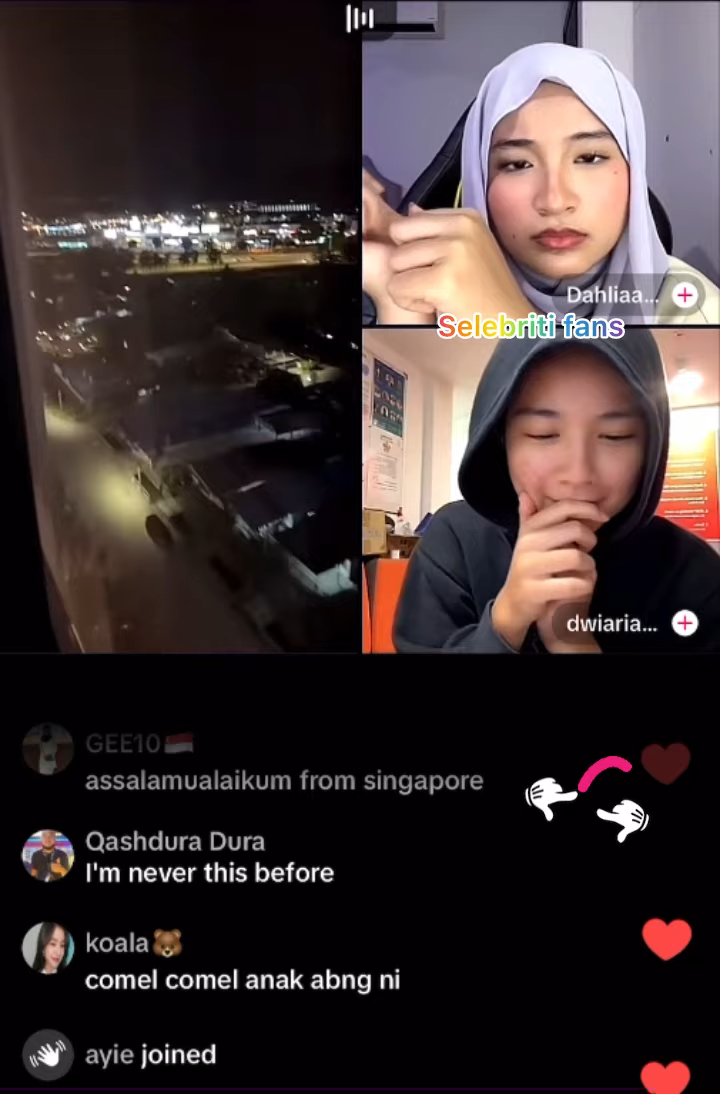 Dahliaa...
Selebriti fans
dwiaria...
GEE10
assalamualaikum from singapore
Qashdura Dura
I'm never this before
koala
comel comel anak abng ni
ayie joined